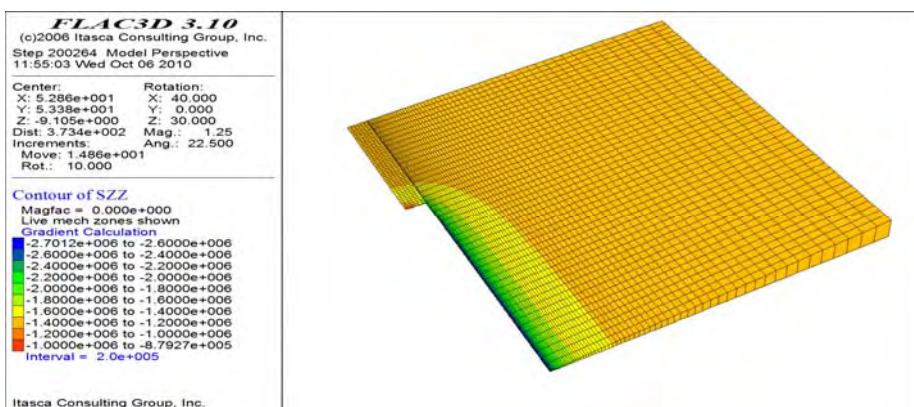 FLAC3D 3.10
(c)2006 Itasca Consulting Group, Inc.
Step 200264 Model Perspective
11:55:03 Wed Oct 06 2010
Center: Rotation:
X: 5.286e+001 X: 40.000
Y: 5.338e+001 Y: 0.000
Z: -9.105e+000 Z: 30.000
Dist: 3.734e+002 Mag.: 1.25
Increments: Ang.: 22.500
Move: 1.486e+001
Rot.: 10.000
Contour of SZZ
Magfac = 0.000e+000
Live mech zones shown
Gradient Calculation
-2.7012e+006 to -2.6000e+006
-2.6000e+006 to -2.4000e+006
-2.4000e+006 to -2.2000e+006
-2.2000e+006 to -2.0000e+006
-2.0000e+006 to -1.8000e+006
-1.8000e+006 to -1.6000e+006
-1.6000e+006 to -1.4000e+006
-1.4000e+006 to -1.2000e+006
-1.2000e+006 to -1.0000e+006
-1.0000e+006 to -8.7927e+005
Interval = 2.0e+005
Itasca Consulting Group, Inc.